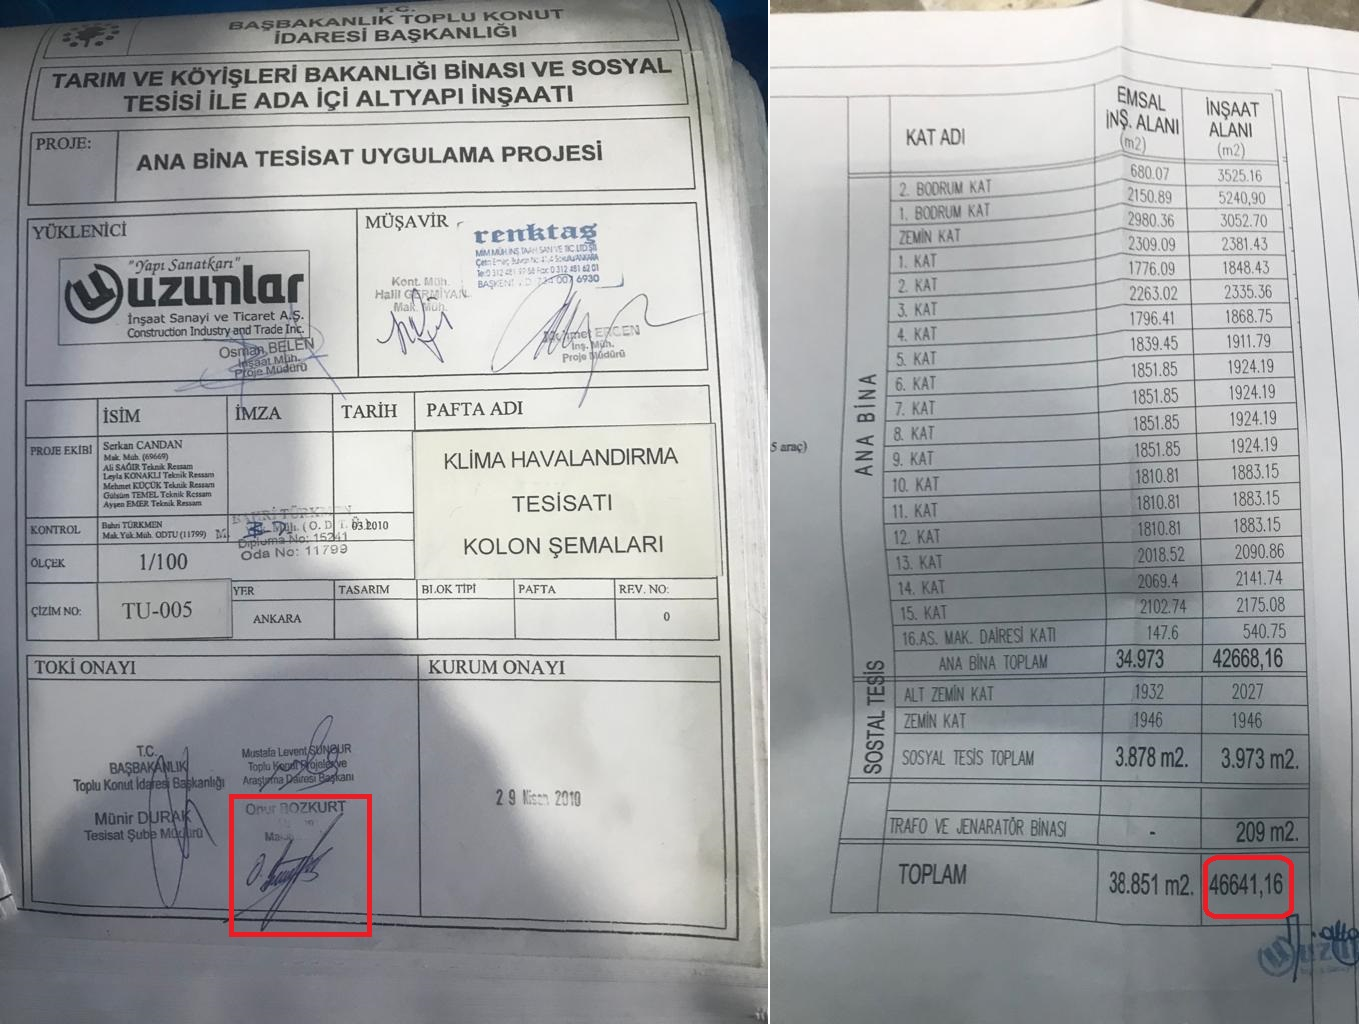 T.C.
BAŞBAKANLIK TOPLU KONUT
İDARESİ BAŞKANLIĞI
TARIM VE KÖYİŞLERİ BAKANLIĞI BİNASI VE SOSYAL
TESİSİ İLE ADA İÇİ ALTYAPI İNŞAATI
PROJE:
ANA BİNA TESİSAT UYGULAMA PROJESİ
YÜKLENİCİ
"Yapı Sanatkarı"
uzunlar
İnşaat Sanayi ve Ticaret A.Ş.
Construction Industry and Trade Inc.
Osman BELEN
İnşaat Müh.
Proje Müdürü
MÜŞAVİR
renktaş
Kont. Müh.
Halil GERMİYAN
Mak. Müh.
Mehmet ERCEN
İnş. Müh.
Proje Müdürü
İSİM
İMZA
TARİH
PAFTA ADI
PROJE EKİBİ
Serkan CANDAN
Mak. Müh. (69669)
Ali SAĞIR Teknik Ressam
Leyla KONAKLI Teknik Ressam
Mehmet KÜÇÜK Teknik Ressam
Gülsüm TEMEL Teknik Ressam
Ayşen EMER Teknik Ressam
KLİMA HAVALANDIRMA
TESİSATI
KOLON ŞEMALARI
KONTROL
Bahri TÜRKMEN
Mak.Yük.Müh. ODTU (11799)
BAHRİ TÜRKMEN
Müh. (O. D. T. Ü.)
Diploma No: 15241
Oda No: 11799
03.2010
ÖLÇEK
1/100
ÇİZİM NO:
TU-005
YER
TASARIM
BLOK TİPİ
PAFTA
REV. NO:
ANKARA
0
TOKİ ONAYI
KURUM ONAYI
T.C.
BAŞBAKANLIK
Toplu Konut İdaresi Başkanlığı
Münir DURAK
Tesisat Şube Müdürü
Mustafa Levent SUNGUR
Toplu Konut Projeler ve
Araştırma Dairesi Başkanı
Onur BOZKURT
29 Nisan 2010
KAT ADI
EMSAL
İNŞ. ALANI
(m2)
İNŞAAT
ALANI
(m2)
5 araç)
ANA BİNA
2. BODRUM KAT 680.07 3525.16
1. BODRUM KAT 2150.89 5240,90
ZEMİN KAT 2980.36 3052.70
1. KAT 2309.09 2381.43
2. KAT 1776.09 1848.43
3. KAT 2263.02 2335.36
4. KAT 1796.41 1868.75
5. KAT 1839.45 1911.79
6. KAT 1851.85 1924.19
7. KAT 1851.85 1924.19
8. KAT 1851.85 1924.19
9. KAT 1851.85 1924.19
10. KAT 1810.81 1883.15
11. KAT 1810.81 1883.15
12. KAT 1810.81 1883.15
13. KAT 2018.52 2090.86
14. KAT 2069.4 2141.74
15. KAT 2102.74 2175.08
16.AS. MAK. DAİRESİ KATI 147.6 540.75
ANA BİNA TOPLAM 34.973 42668,16
SOSTAL TESİS
ALT ZEMİN KAT 1932 2027
ZEMİN KAT 1946 1946
SOSYAL TESİS TOPLAM 3.878 m2. 3.973 m2.
TRAFO VE JENARATÖR BİNASI - 209 m2.
TOPLAM 38.851 m2. 46641,16